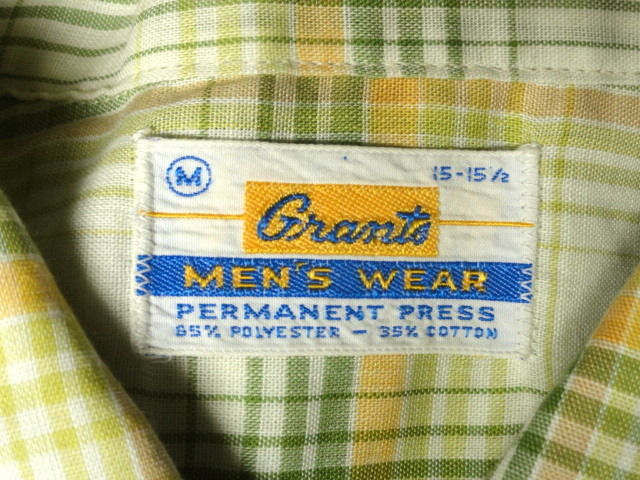 M 15-15½
Grants
MEN'S WEAR
PERMANENT PRESS
65% POLYESTER — 35% COTTON